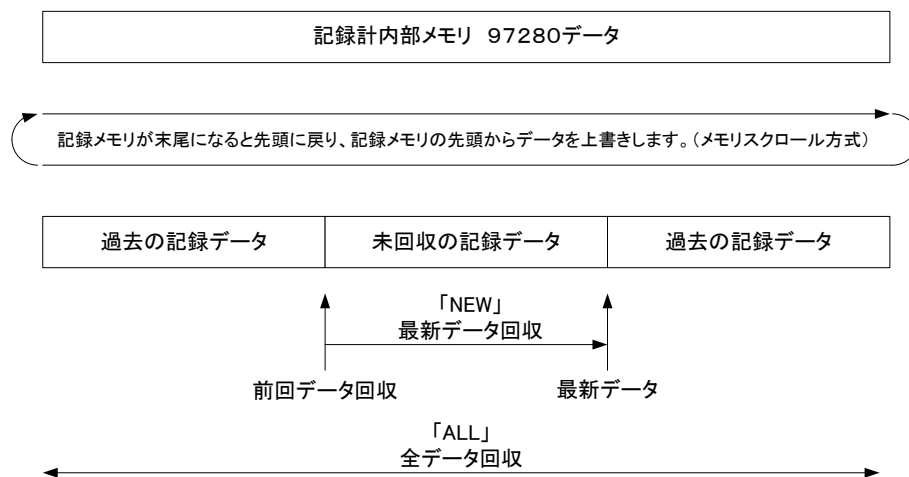 記録計内部メモリ 97280データ
記録メモリが末尾になると先頭に戻り、記録メモリの先頭からデータを上書きします。(メモリスクロール方式)
過去の記録データ
未回収の記録データ
過去の記録データ
「NEW」
最新データ回収
前回データ回収
最新データ
「ALL」
全データ回収